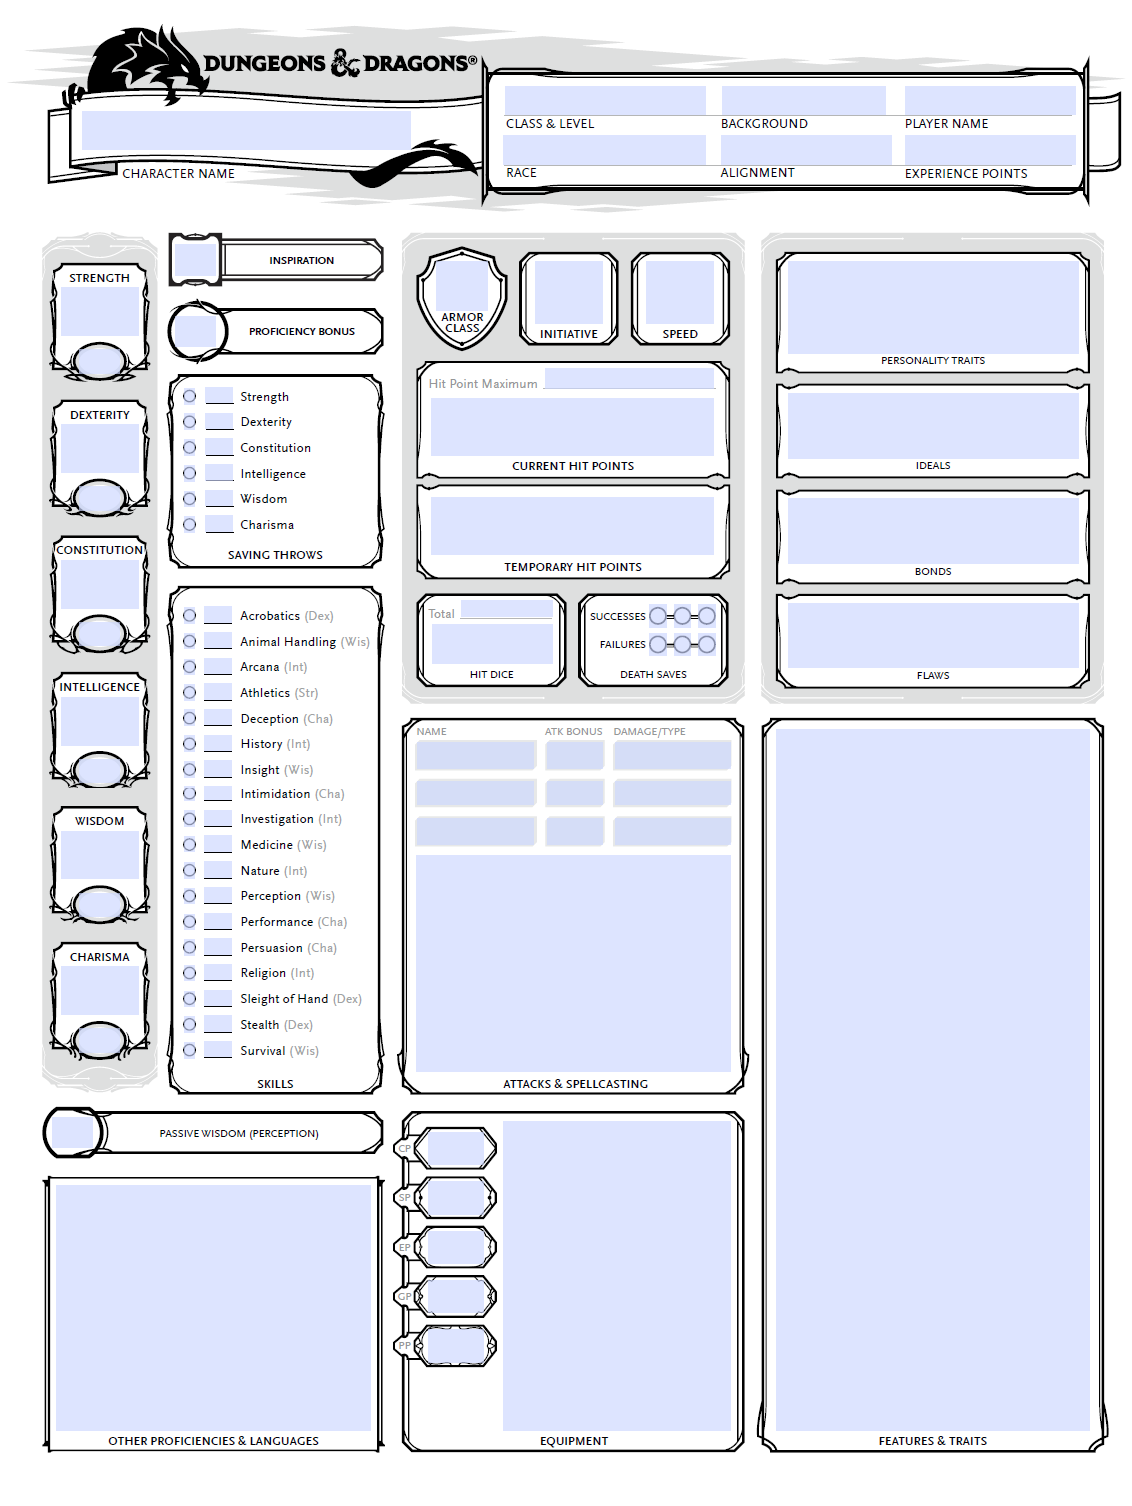 DUNGEONS & DRAGONS®
CHARACTER NAME
CLASS & LEVEL
BACKGROUND
PLAYER NAME
RACE
ALIGNMENT
EXPERIENCE POINTS
STRENGTH
DEXTERITY
CONSTITUTION
INTELLIGENCE
WISDOM
CHARISMA
INSPIRATION
PROFICIENCY BONUS
Strength
Dexterity
Constitution
Intelligence
Wisdom
Charisma
SAVING THROWS
Acrobatics (Dex)
Animal Handling (Wis)
Arcana (Int)
Athletics (Str)
Deception (Cha)
History (Int)
Insight (Wis)
Intimidation (Cha)
Investigation (Int)
Medicine (Wis)
Nature (Int)
Perception (Wis)
Performance (Cha)
Persuasion (Cha)
Religion (Int)
Sleight of Hand (Dex)
Stealth (Dex)
Survival (Wis)
SKILLS
PASSIVE WISDOM (PERCEPTION)
OTHER PROFICIENCIES & LANGUAGES
ARMOR
CLASS
INITIATIVE
SPEED
Hit Point Maximum
CURRENT HIT POINTS
TEMPORARY HIT POINTS
Total
HIT DICE
SUCCESSES
FAILURES
DEATH SAVES
NAME
ATK BONUS
DAMAGE/TYPE
ATTACKS & SPELLCASTING
CP
SP
EP
GP
PP
EQUIPMENT
PERSONALITY TRAITS
IDEALS
BONDS
FLAWS
FEATURES & TRAITS